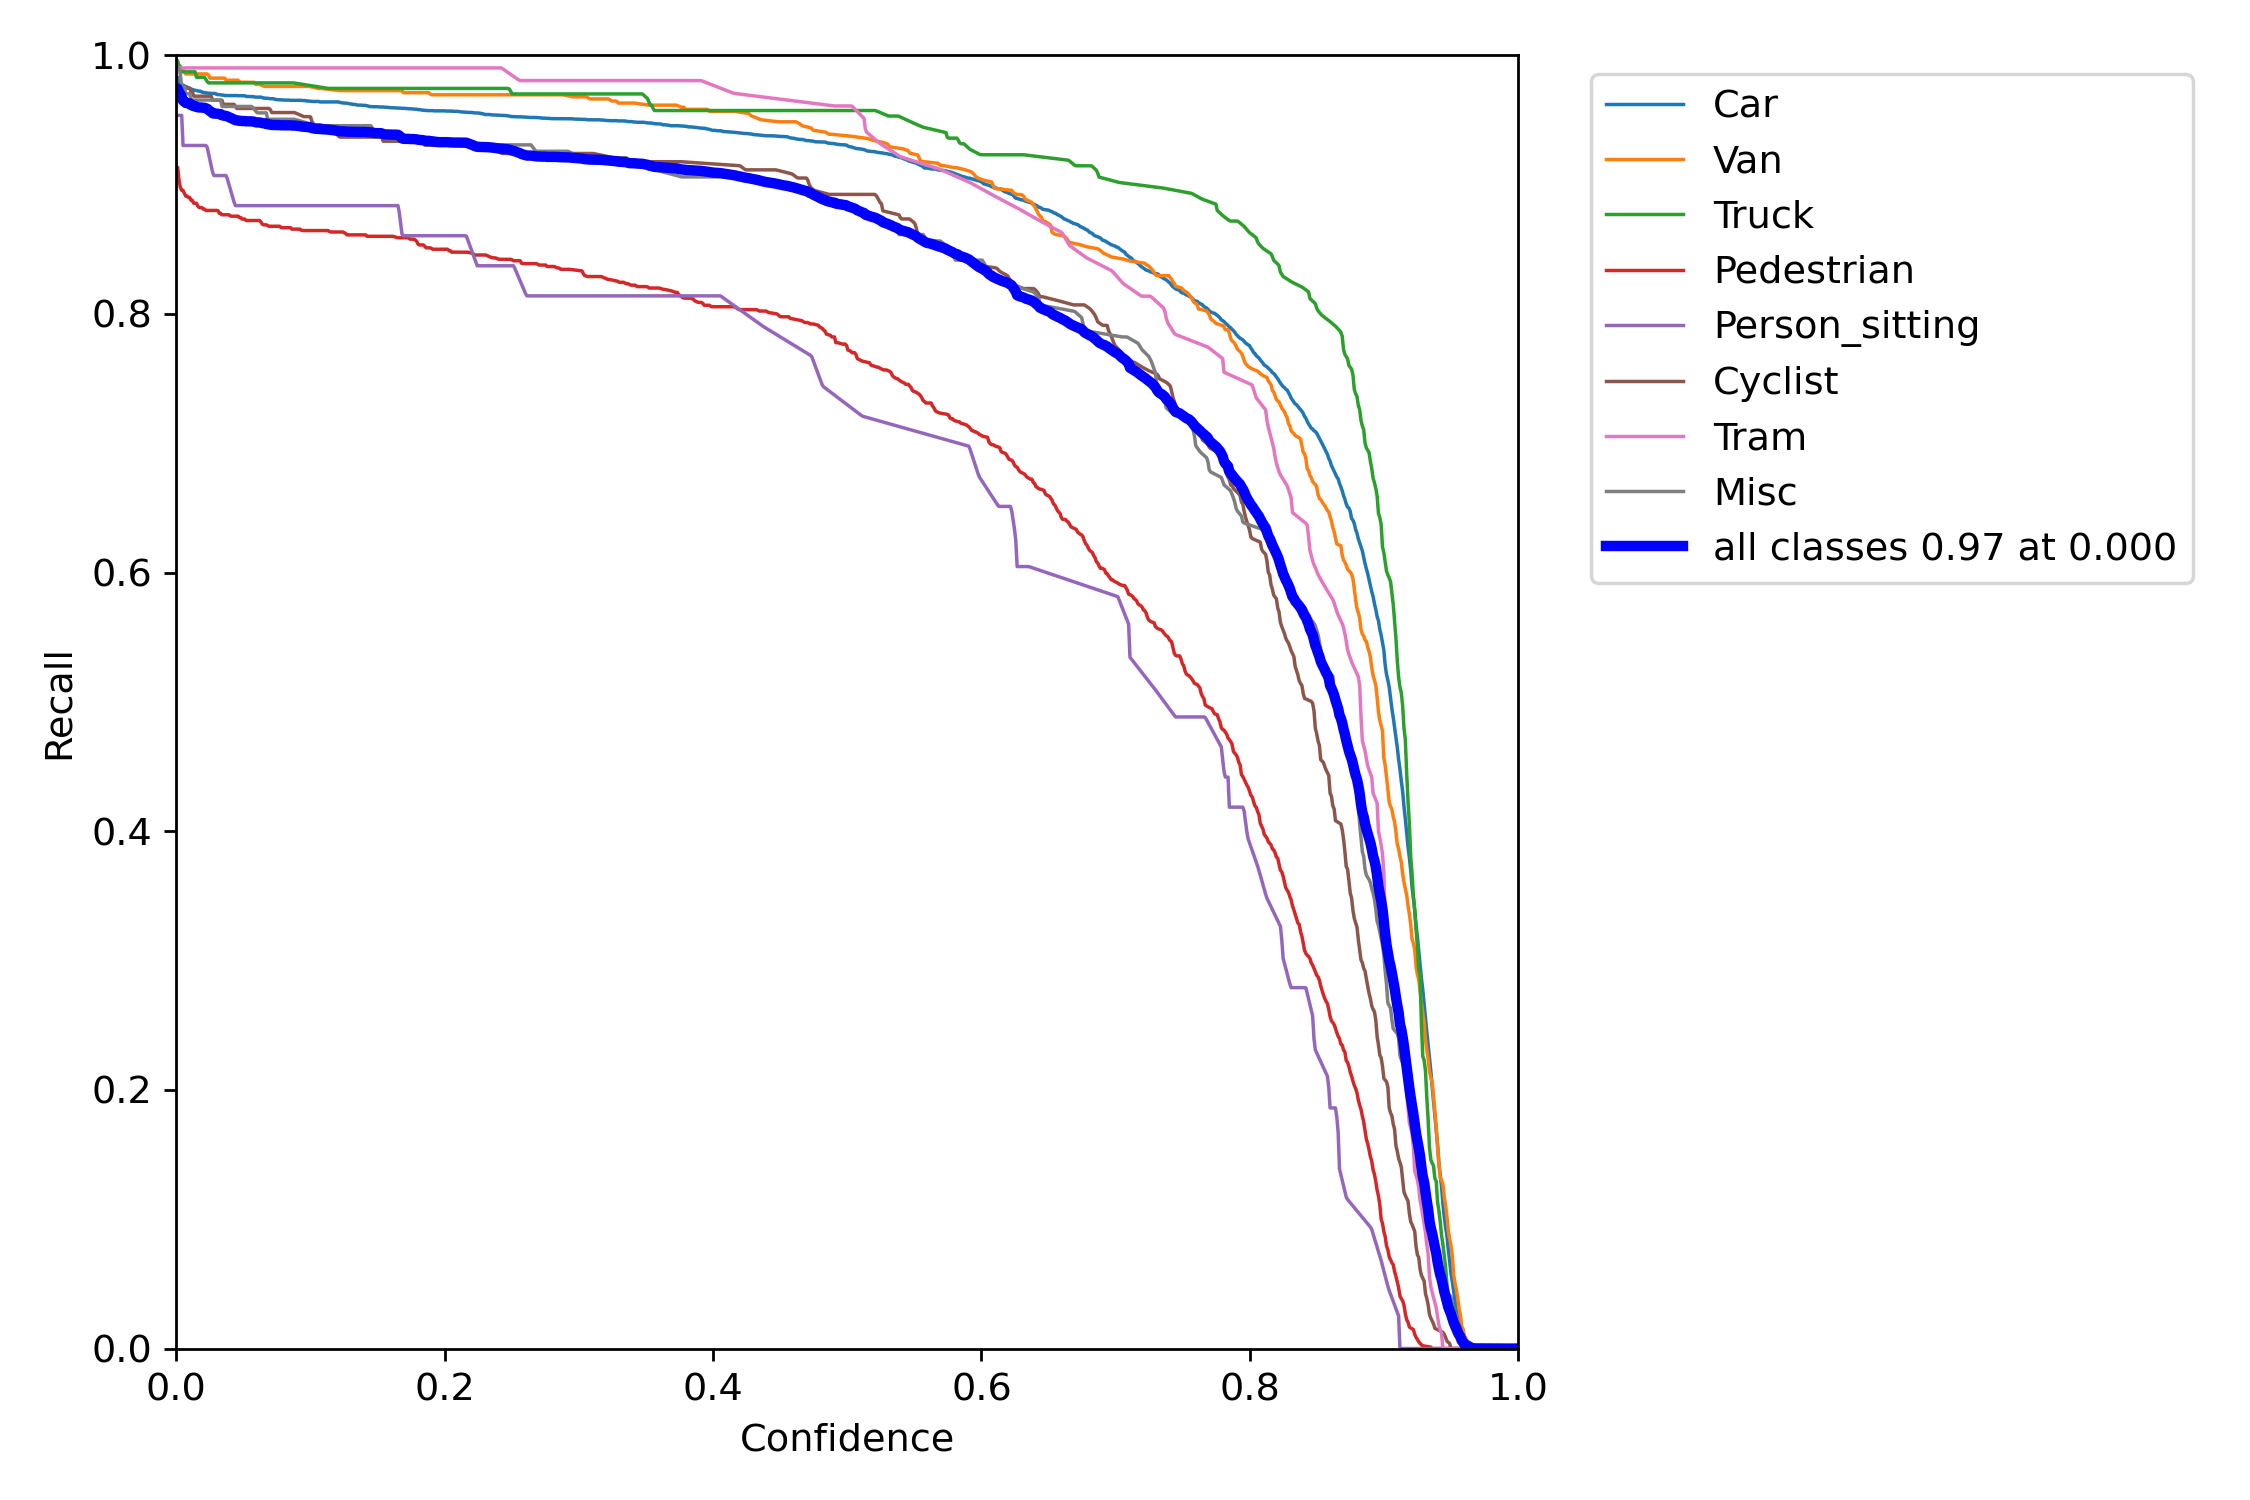 1.0
0.8
0.6
0.4
0.2
0.0
Recall
0.0 0.2 0.4 0.6 0.8 1.0
Confidence
Car
Van
Truck
Pedestrian
Person_sitting
Cyclist
Tram
Misc
all classes 0.97 at 0.000